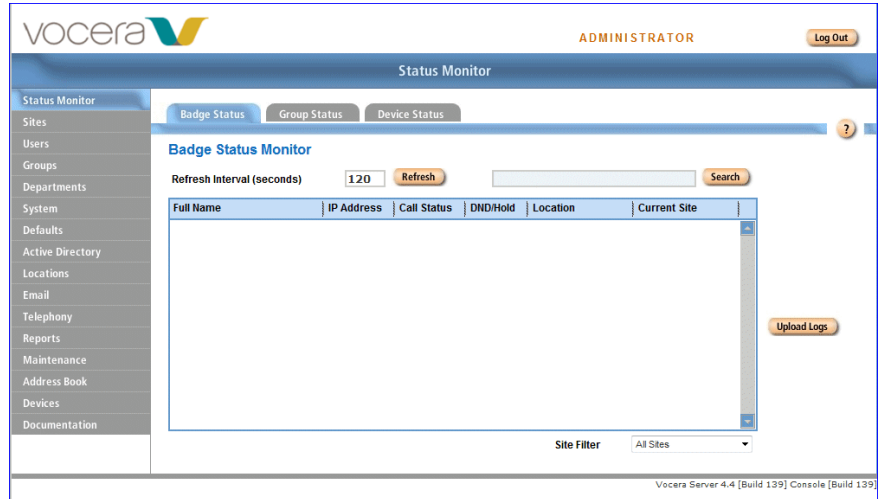 vocera
ADMINISTRATOR
Log Out
Status Monitor
Status Monitor
Sites
Users
Groups
Departments
System
Defaults
Active Directory
Locations
Email
Telephony
Reports
Maintenance
Address Book
Devices
Documentation
Badge Status Group Status Device Status
?
Badge Status Monitor
Refresh Interval (seconds) 120 Refresh Search
Full Name IP Address Call Status DND/Hold Location Current Site
Upload Logs
Site Filter All Sites
Vocera Server 4.4 [Build 139] Console [Build 139]